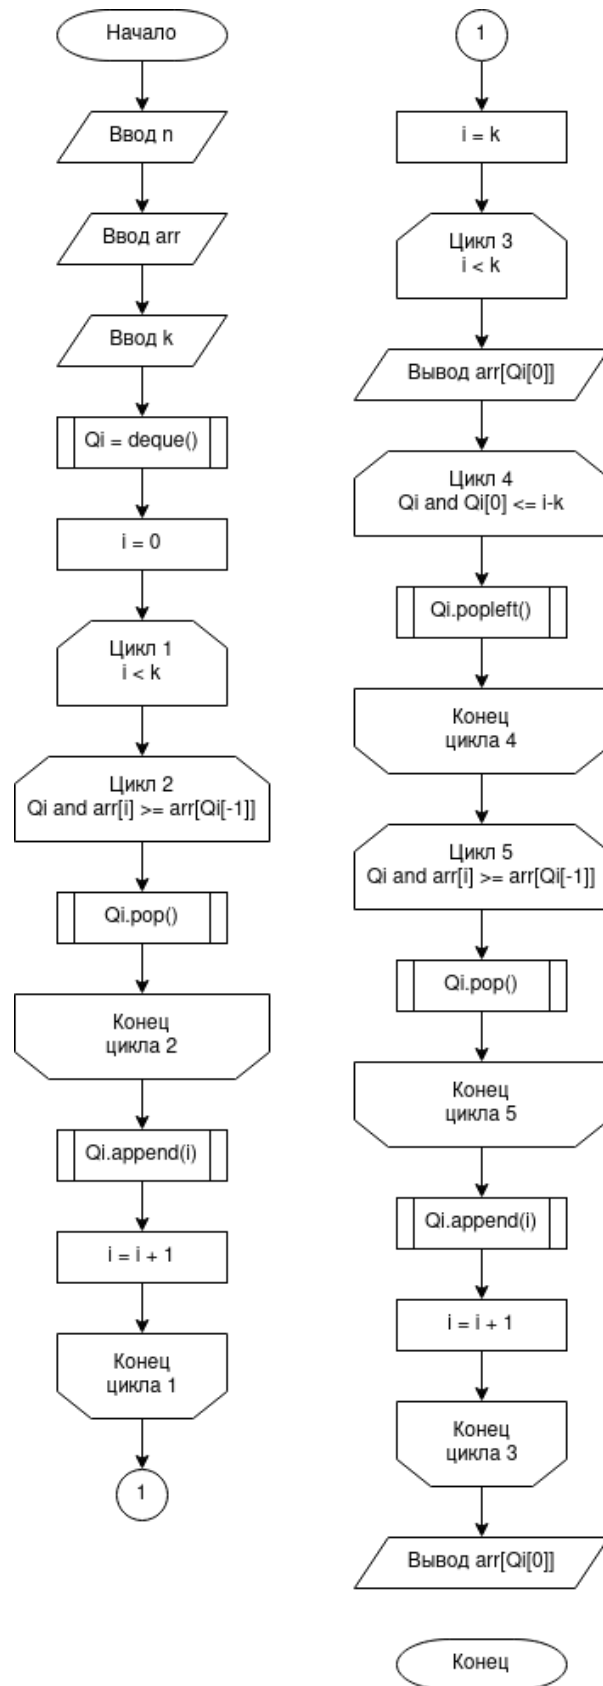 Начало
Ввод n
Ввод arr
Ввод k
Qi = deque()
i = 0
Цикл 1
i < k
Цикл 2
Qi and arr[i] >= arr[Qi[-1]]
Qi.pop()
Конец
цикла 2
Qi.append(i)
i = i + 1
Конец
цикла 1
1
1
i = k
Цикл 3
i < k
Вывод arr[Qi[0]]
Цикл 4
Qi and Qi[0] <= i-k
Qi.popleft()
Конец
цикла 4
Цикл 5
Qi and arr[i] >= arr[Qi[-1]]
Qi.pop()
Конец
цикла 5
Qi.append(i)
i = i + 1
Конец
цикла 3
Вывод arr[Qi[0]]
Конец